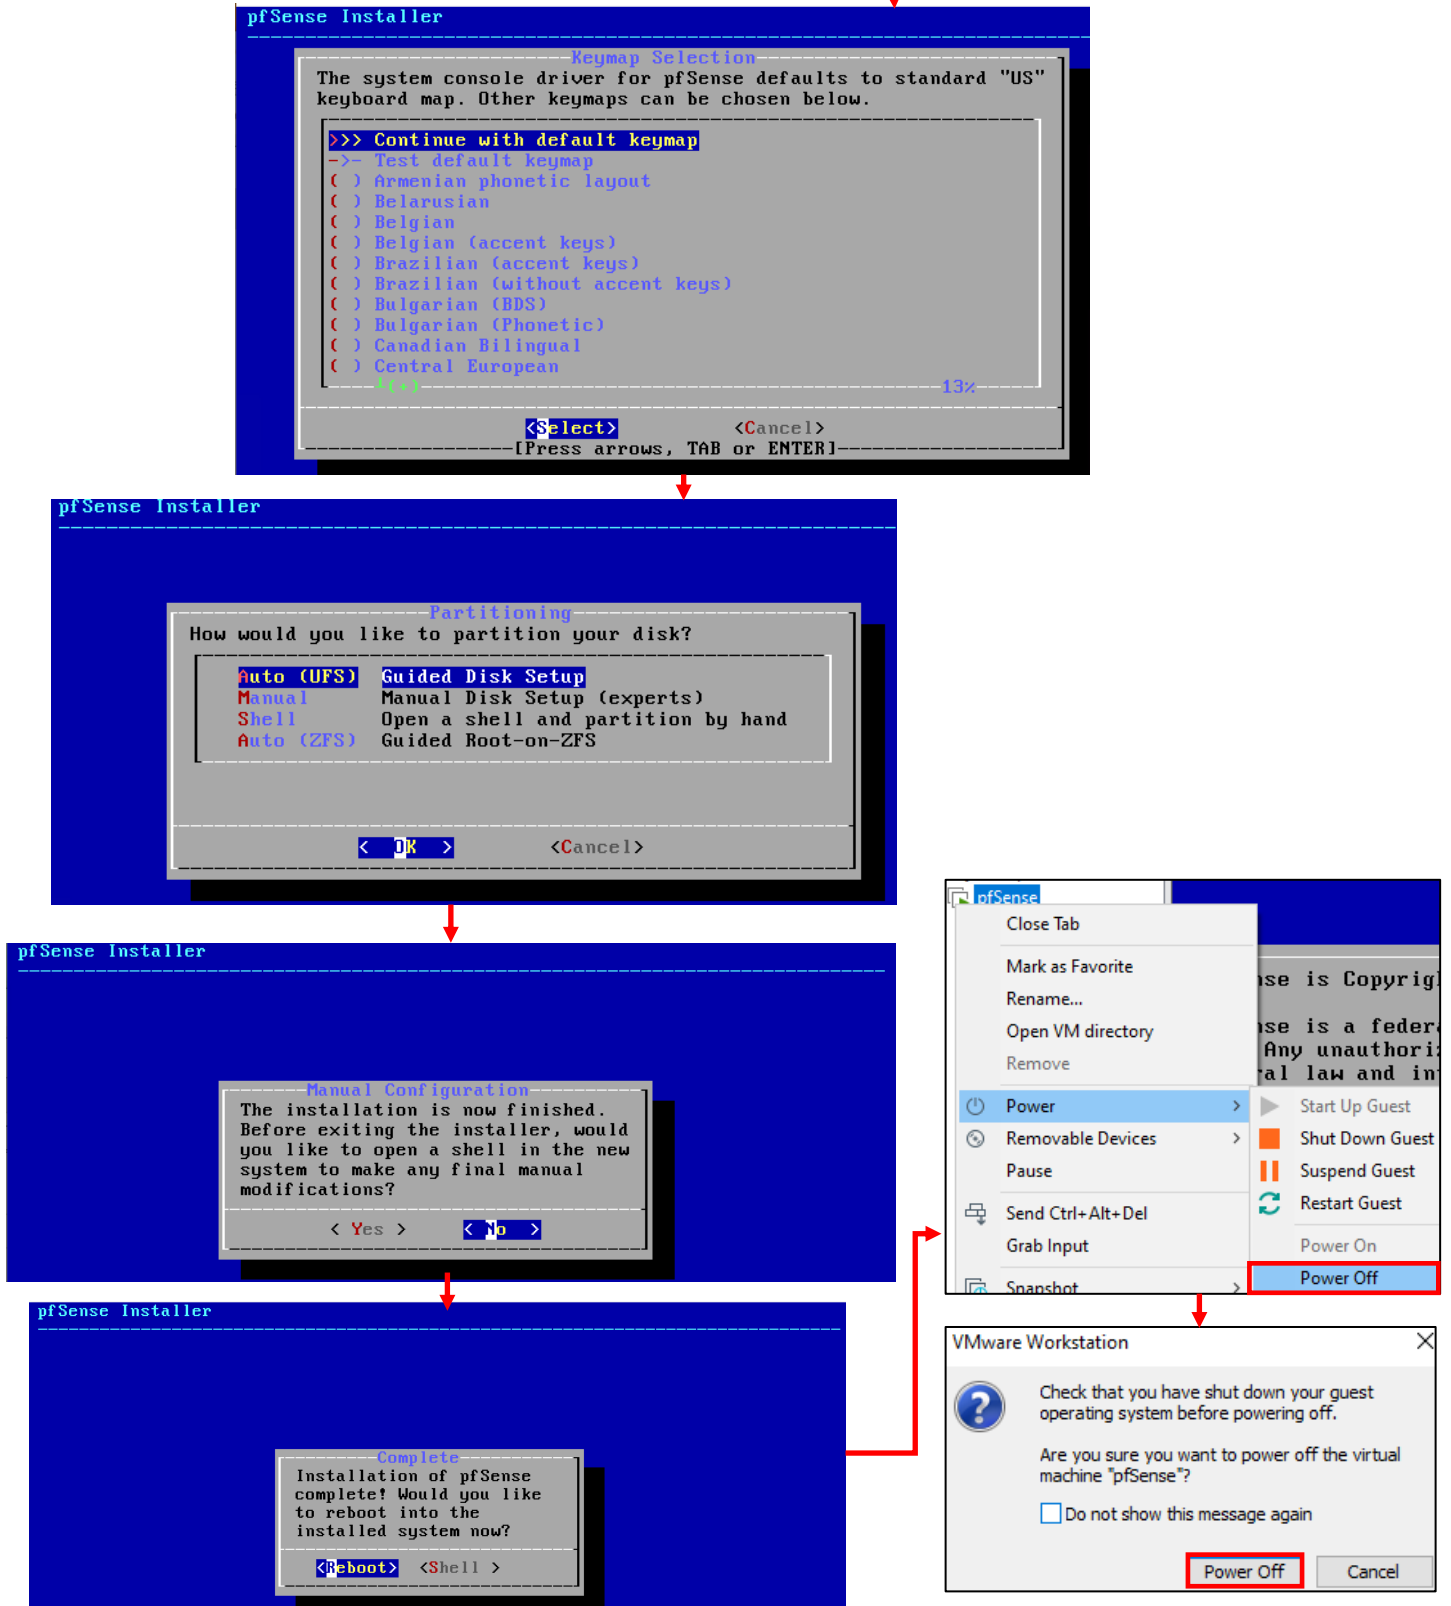 pfSense Installer
Keymap Selection
The system console driver for pfSense defaults to standard "US"
keyboard map. Other keymaps can be chosen below.
>>> Continue with default keymap
->- Test default keymap
( ) Armenian phonetic layout
( ) Belarusian
( ) Belgian
( ) Belgian (accent keys)
( ) Brazilian (accent keys)
( ) Brazilian (without accent keys)
( ) Bulgarian (BDS)
( ) Bulgarian (Phonetic)
( ) Canadian Bilingual
( ) Central European
(+) 13%
<Select> <Cancel>
[Press arrows, TAB or ENTER]
pfSense Installer
Partitioning
How would you like to partition your disk?
Auto (UFS) Guided Disk Setup
Manual Manual Disk Setup (experts)
Shell Open a shell and partition by hand
Auto (ZFS) Guided Root-on-ZFS
< OK > <Cancel>
pfSense Installer
Manual Configuration
The installation is now finished.
Before exiting the installer, would
you like to open a shell in the new
system to make any final manual
modifications?
< Yes > < No >
pfSense Installer
Complete
Installation of pfSense
complete! Would you like
to reboot into the
installed system now?
<Reboot> <Shell >
pfSense
Close Tab
Mark as Favorite
Rename...
Open VM directory
Remove
Power
Removable Devices
Pause
Send Ctrl+Alt+Del
Grab Input
Snapshot
is Copyrig
is a feder
Any unauthori
law and in
Start Up Guest
Shut Down Guest
Suspend Guest
Restart Guest
Power On
Power Off
VMware Workstation
Check that you have shut down your guest
operating system before powering off.
Are you sure you want to power off the virtual
machine "pfSense"?
Do not show this message again
Power Off Cancel